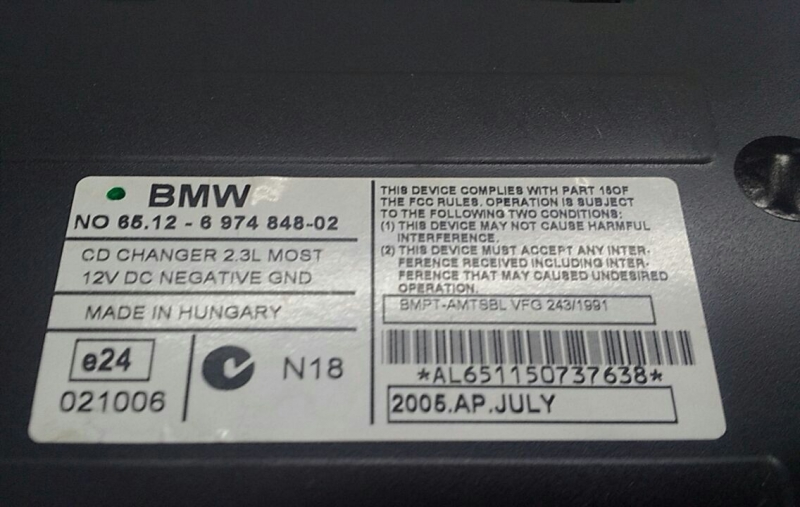 BMW
NO 65.12 - 6 974 848-02
CD CHANGER 2.3L MOST
12V DC NEGATIVE GND
MADE IN HUNGARY
e24
021006
N18
THIS DEVICE COMPLIES WITH PART 15OF
THE FCC RULES. OPERATION IS SUBJECT
TO THE FOLLOWING TWO CONDITIONS:
(1) THIS DEVICE MAY NOT CAUSE HARMFUL
INTERFERENCE.
(2) THIS DEVICE MUST ACCEPT ANY INTER-
FERENCE RECEIVED INCLUDING INTER-
FERENCE THAT MAY CAUSED UNDESIRED
OPERATION.
BMPT-AMTSBL VFG 243/1991
*AL651150737638*
2005.AP.JULY